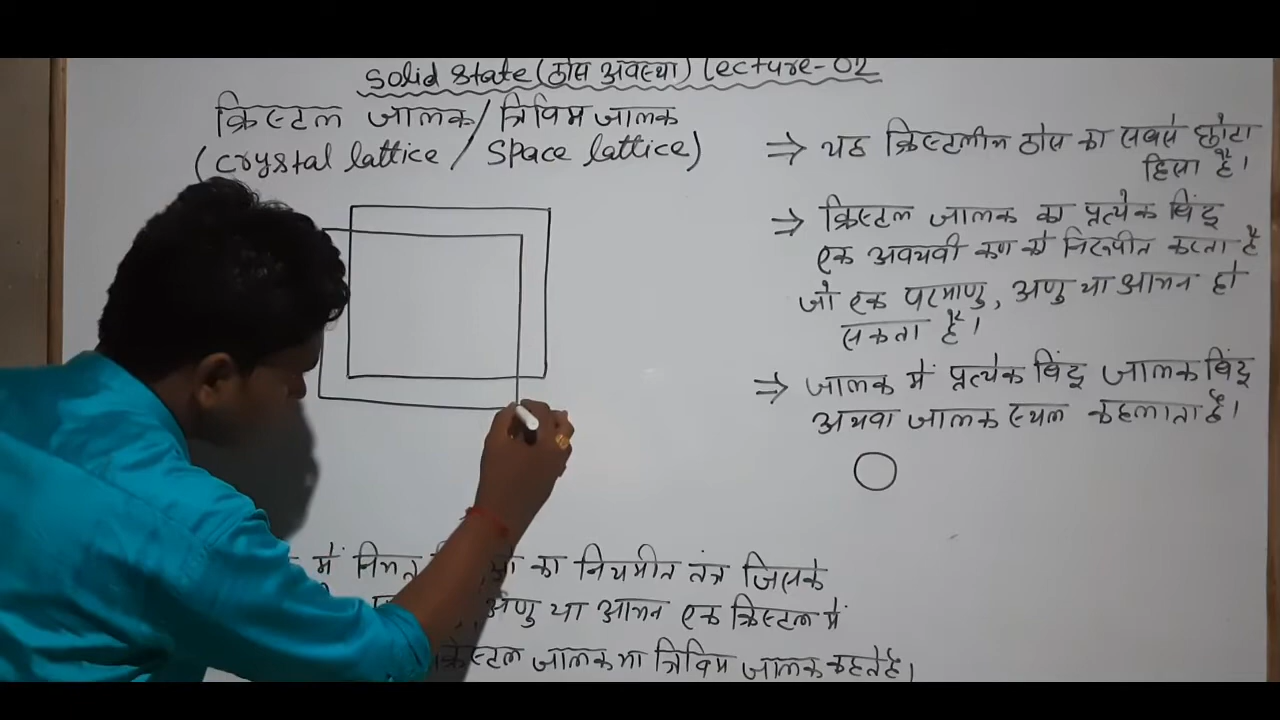 Solid State (ठोस अवस्था) Lecture-02
क्रिस्टल जालक / त्रिविम जालक
(Crystal lattice / Space lattice)
⇒ यह क्रिस्टलीय ठोस का सबसे छोटा
हिसा है।
⇒ क्रिस्टल जालक का प्रत्येक बिंदु
एक अवयवी कण को निरूपीत करता है
जो एक परमाणु, अणु या आयन हो
सकता है।
⇒ जालक में प्रत्येक बिंदु जालक बिंदु
अथवा जालक स्थल कहलाता है।
में नियत का नियमीत तंत्र जिसके
अणु या आयन एक क्रिस्टल में
क्रिस्टल जालक या त्रिविम जालक कहते है।